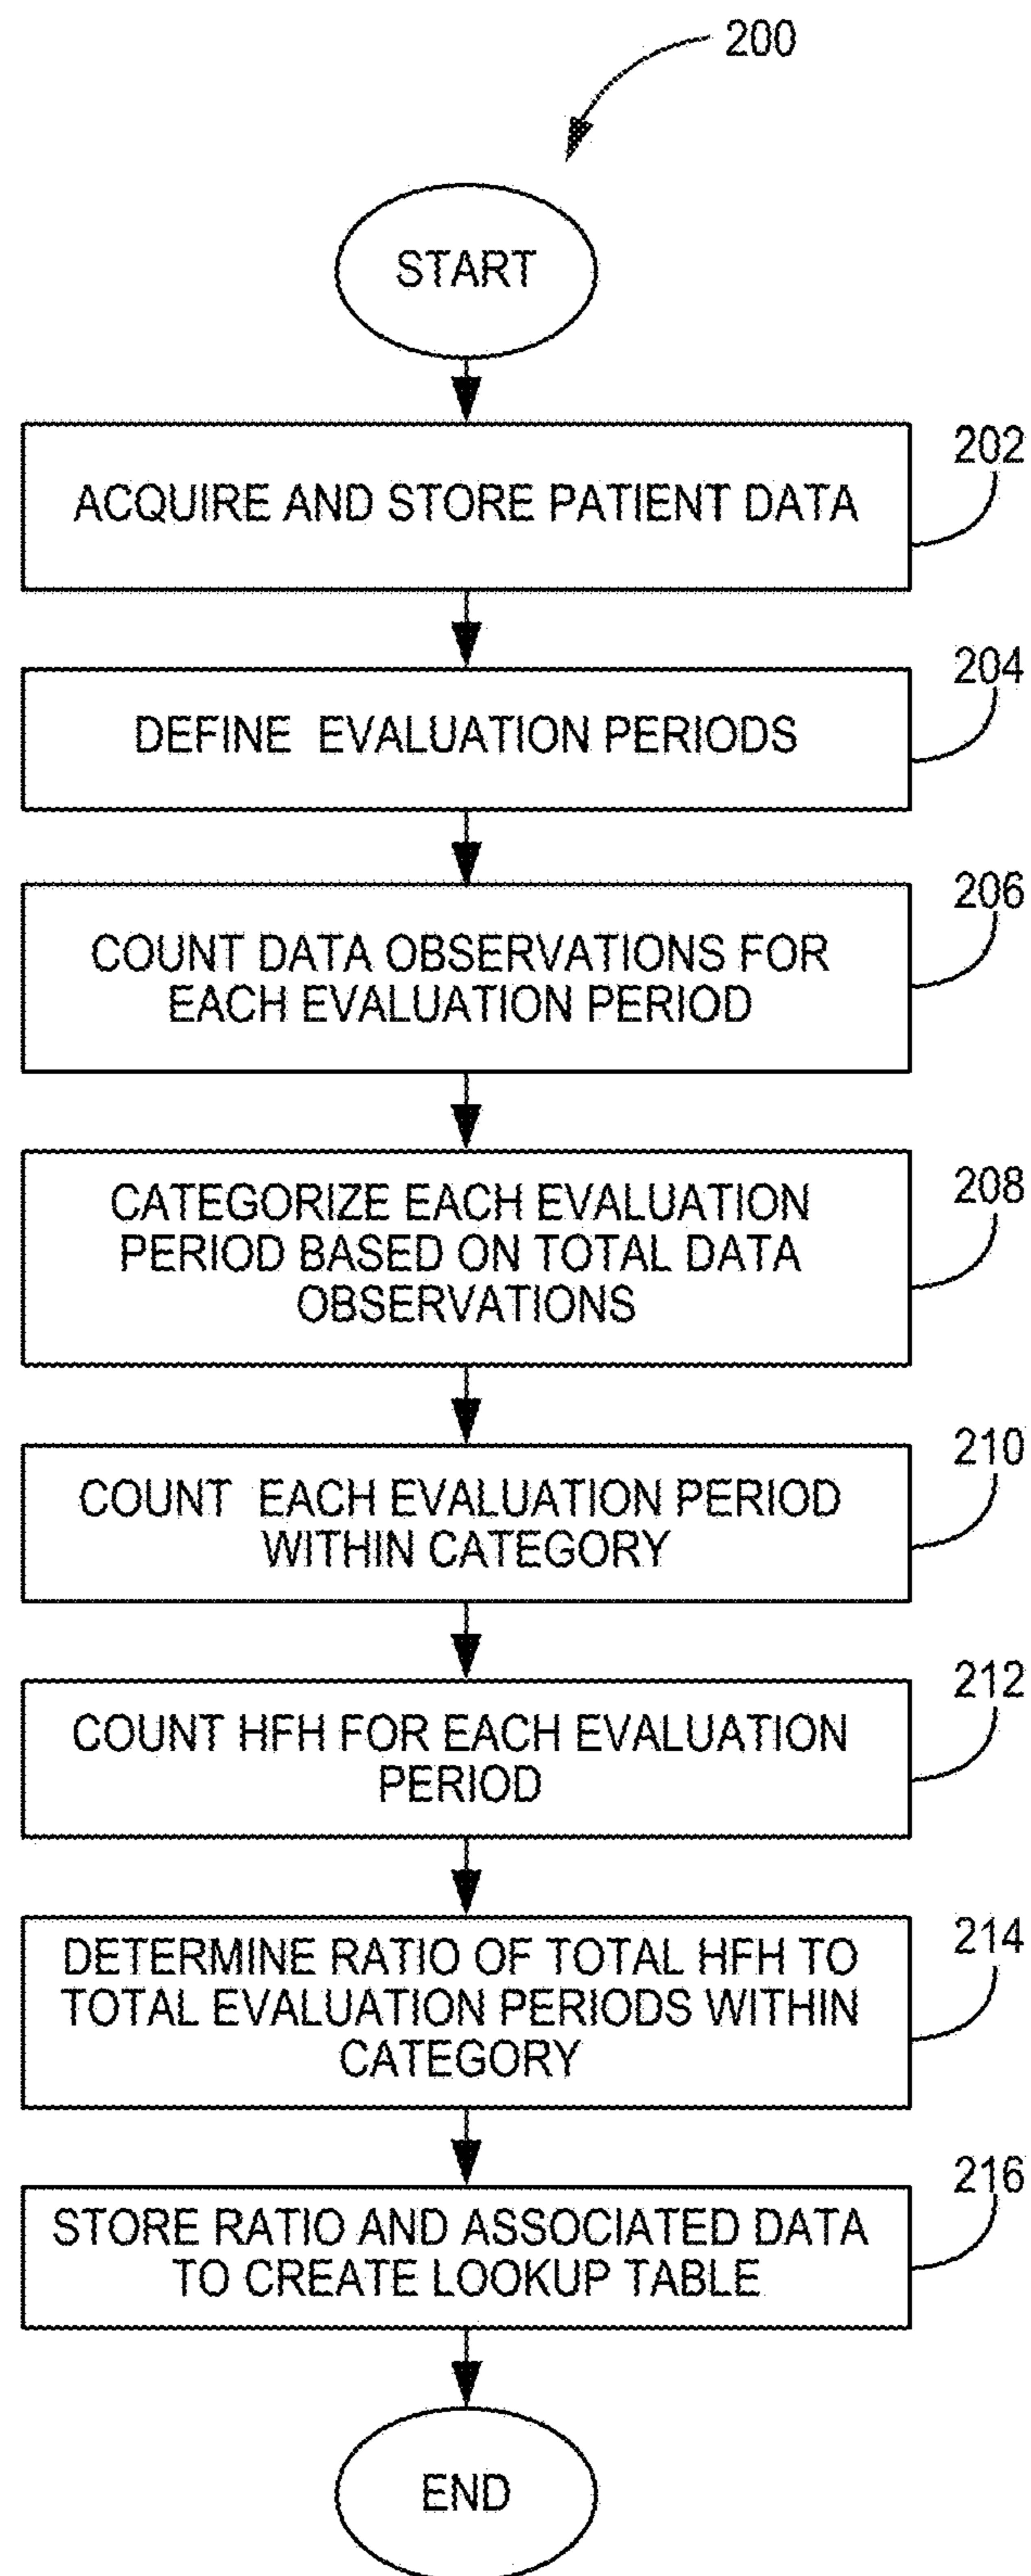 200
START
202
ACQUIRE AND STORE PATIENT DATA
204
DEFINE EVALUATION PERIODS
206
COUNT DATA OBSERVATIONS FOR
EACH EVALUATION PERIOD
208
CATEGORIZE EACH EVALUATION
PERIOD BASED ON TOTAL DATA
OBSERVATIONS
210
COUNT EACH EVALUATION PERIOD
WITHIN CATEGORY
212
COUNT HFH FOR EACH EVALUATION
PERIOD
214
DETERMINE RATIO OF TOTAL HFH TO
TOTAL EVALUATION PERIODS WITHIN
CATEGORY
216
STORE RATIO AND ASSOCIATED DATA
TO CREATE LOOKUP TABLE
END